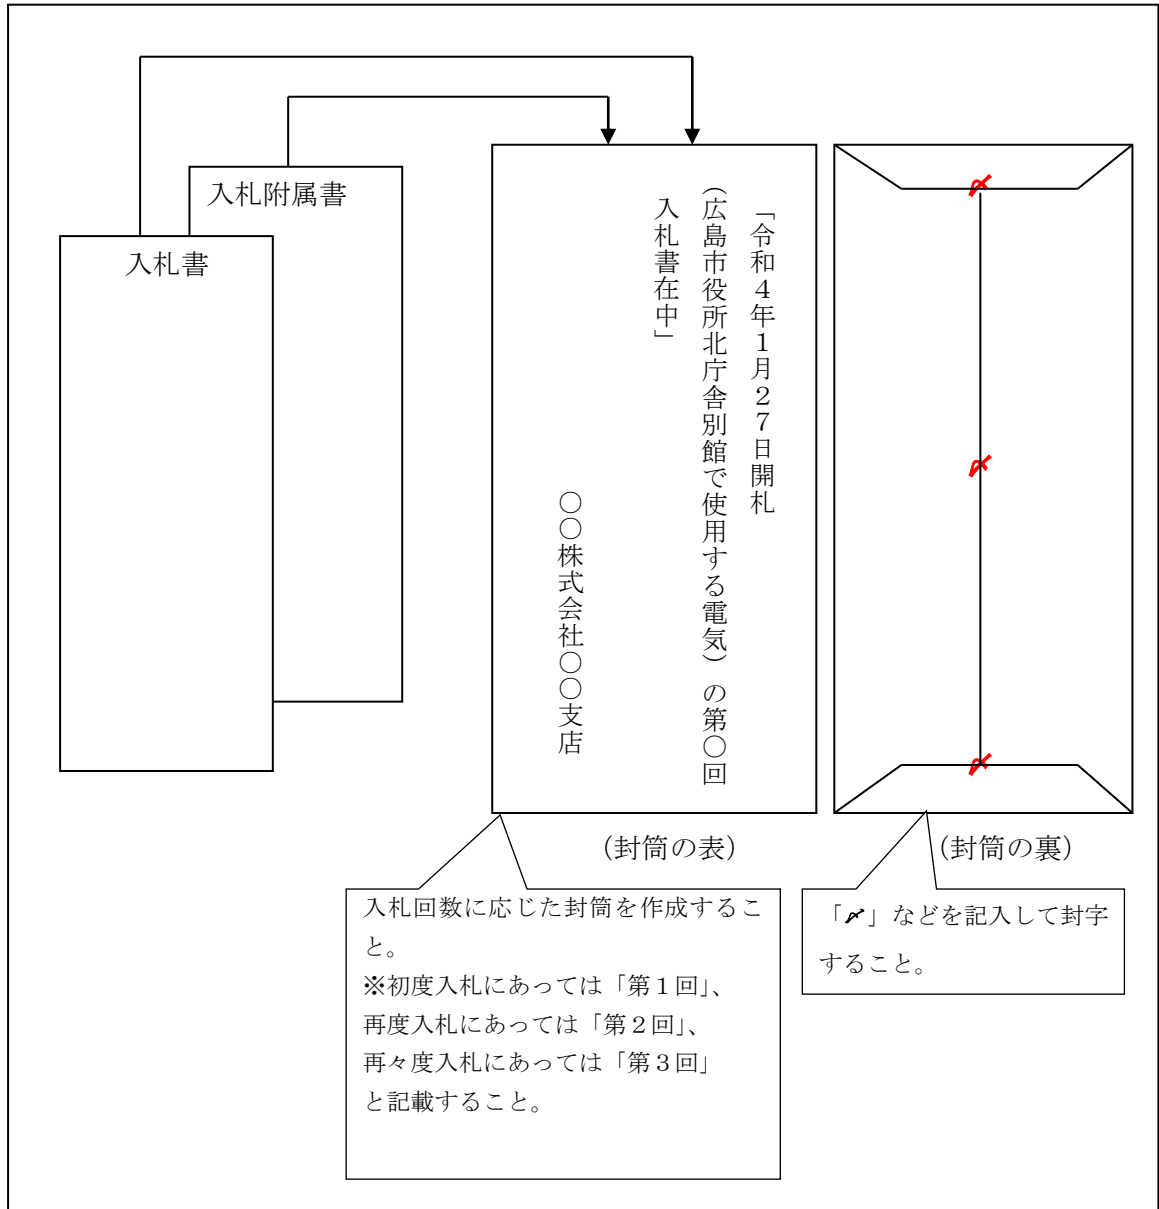 入札附属書
入札書
「令和４年１月２７日開札
（広島市役所北庁舎別館で使用する電気）の第〇回
入札書在中」
〇〇株式会社〇〇支店
（封筒の表）
（封筒の裏）
入札回数に応じた封筒を作成するこ
と。
※初度入札にあっては「第１回」、
再度入札にあっては「第２回」、
再々度入札にあっては「第３回」
と記載すること。
「〆」などを記入して封字
すること。
〆
〆
〆